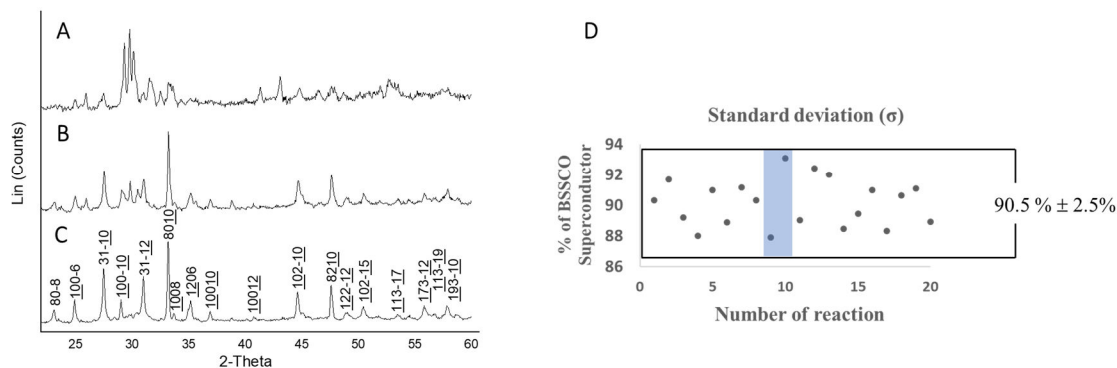 A
B
C
Lin (Counts)
80-8
100-6
31-10
100-10
31-12
8010
1008
1206
10010
10012
102-10
8210
122-12
102-15
113-17
173-12
113-19
193-10
25 30 35 40 45 50 55 60
2-Theta
D
Standard deviation (σ)
% of BSSCO
Superconductor
94
92
90
88
86
0 5 10 15 20
Number of reaction
90.5 % ± 2.5%